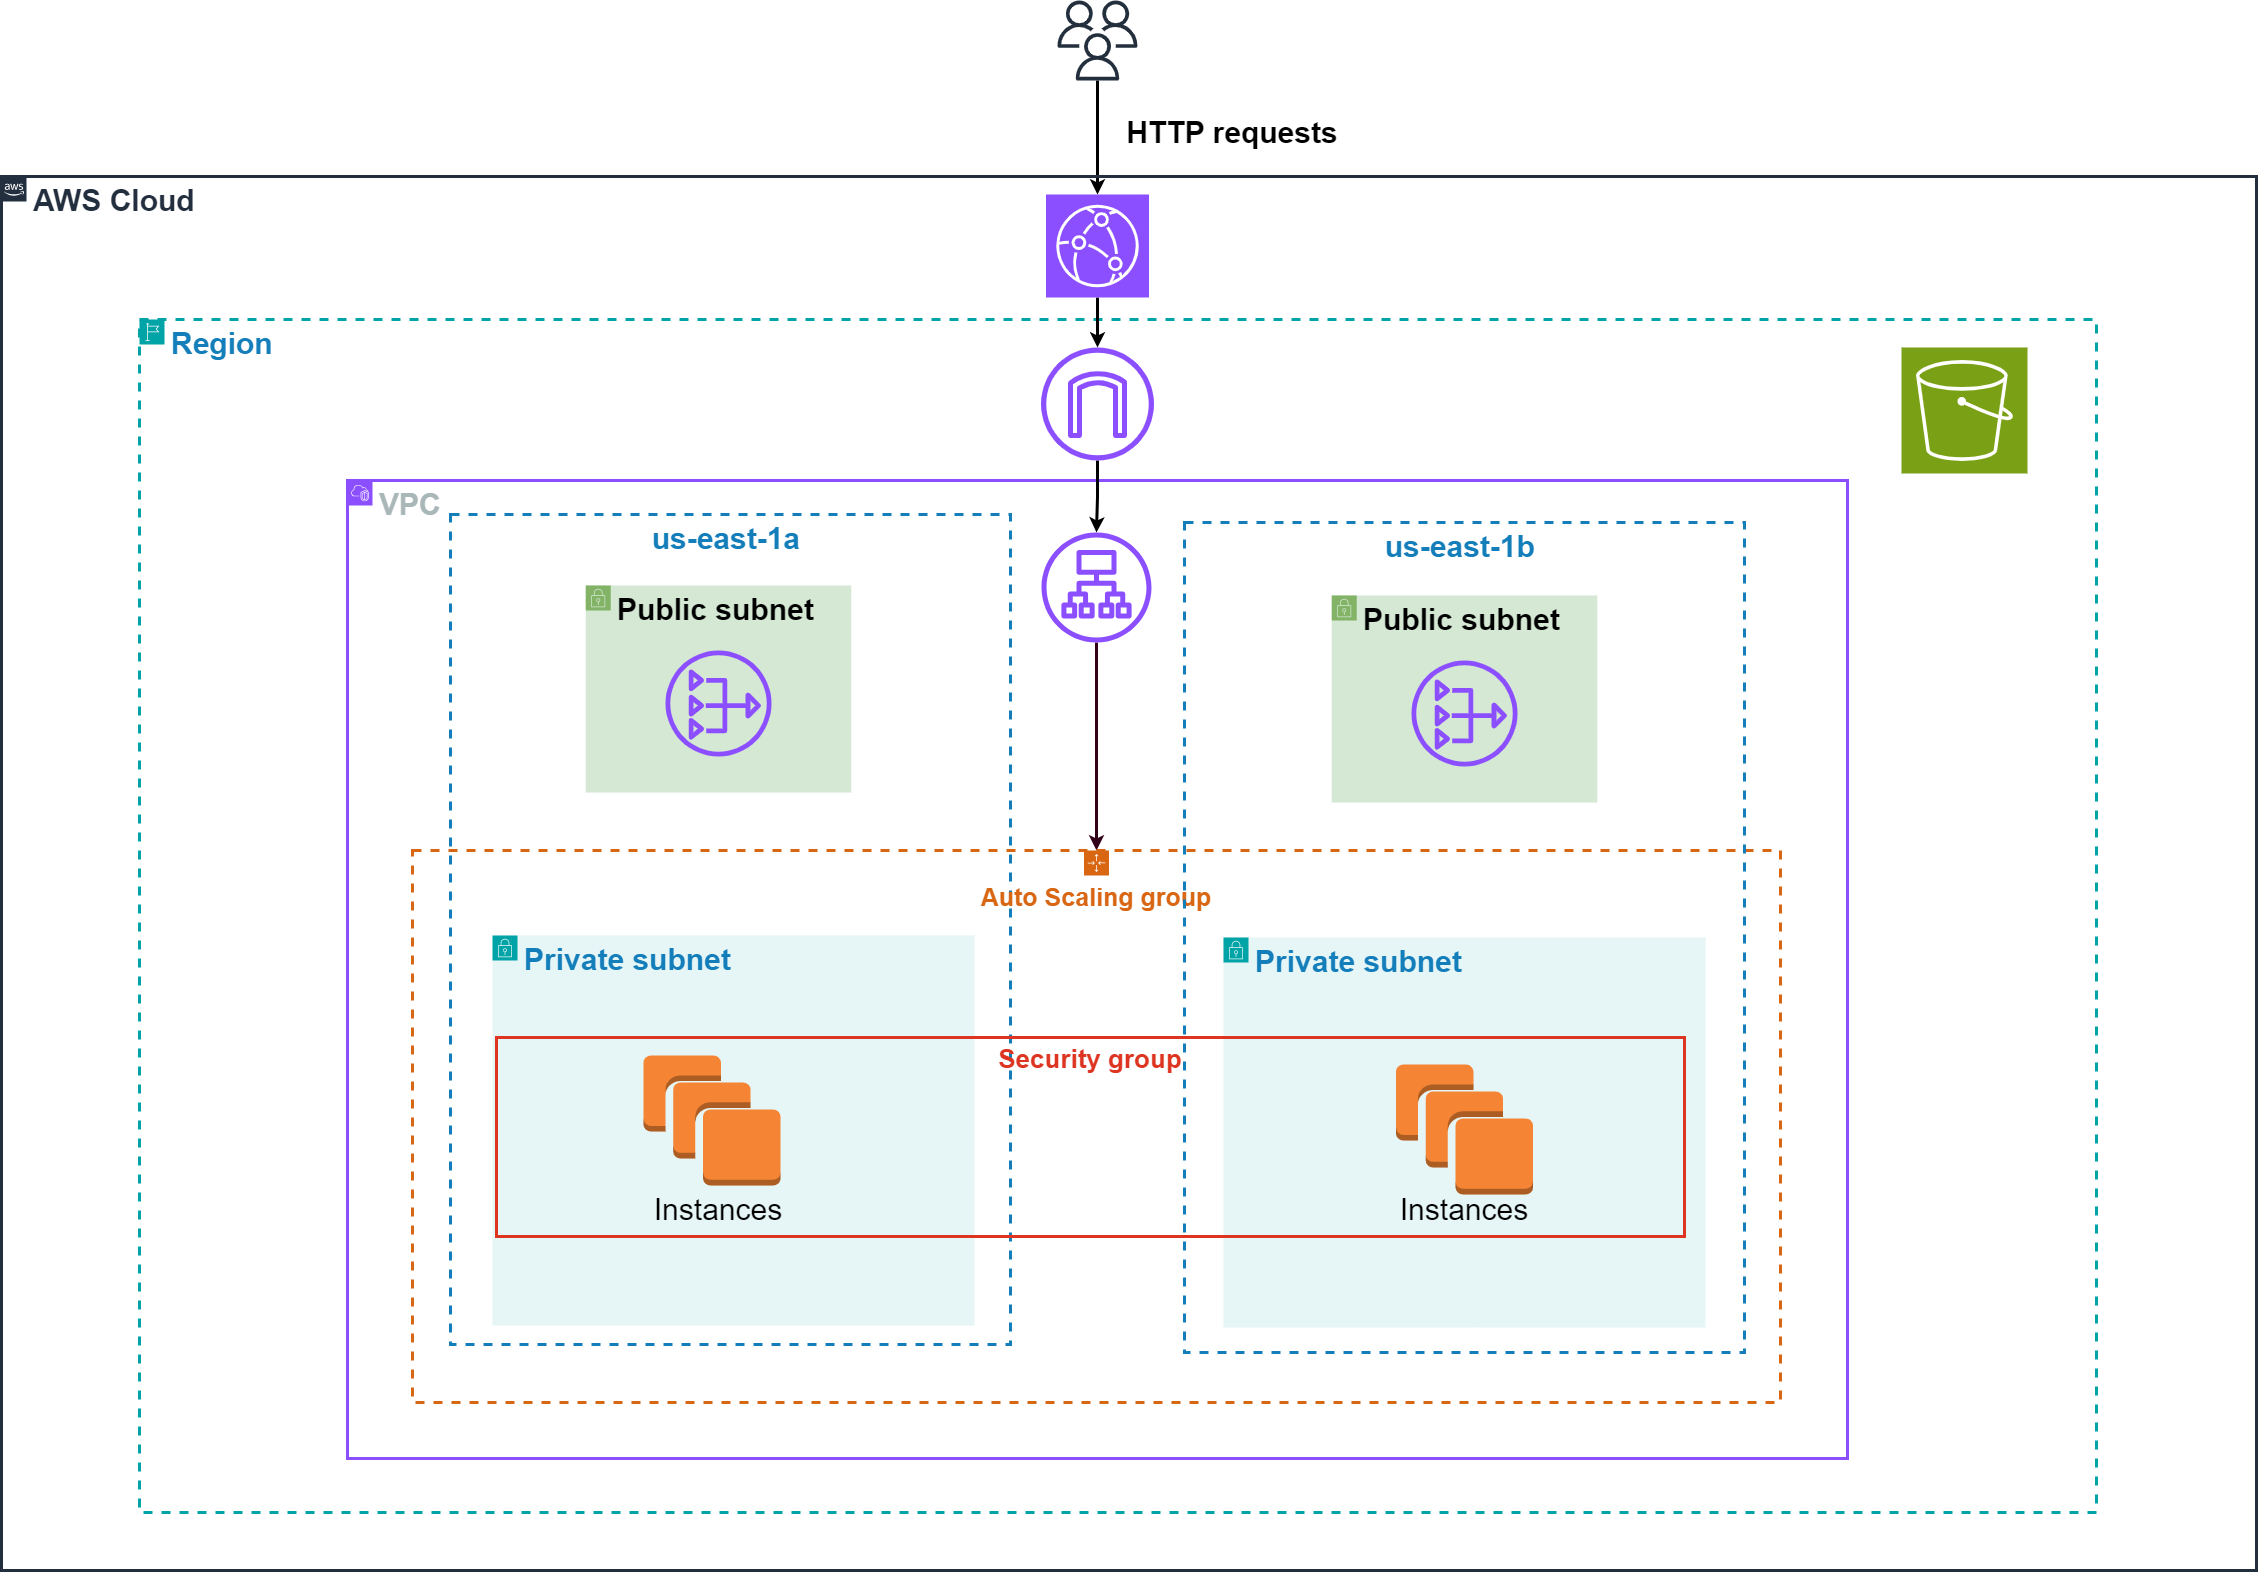 HTTP requests
aws
AWS Cloud
Region
VPC
us-east-1a
us-east-1b
Public subnet
Public subnet
Auto Scaling group
Private subnet
Private subnet
Security group
Instances
Instances